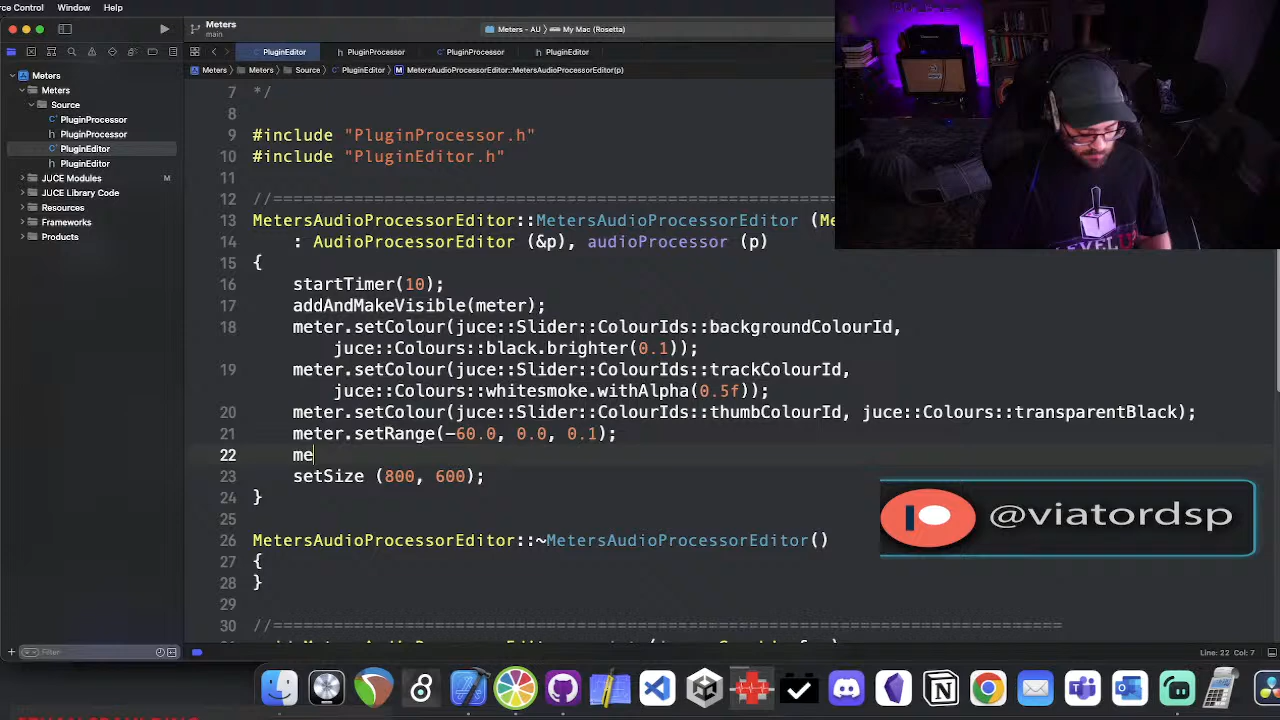 ce Control Window Help
Meters
main
Meters - AU My Mac (Rosetta)
PluginEditor PluginProcessor PluginProcessor PluginEditor
Meters Meters Source PluginEditor MetersAudioProcessorEditor::MetersAudioProcessorEditor(p)
Meters
Meters
Source
PluginProcessor
PluginProcessor
PluginEditor
PluginEditor
JUCE Modules M
JUCE Library Code
Resources
Frameworks
Products
7 */
8
9 #include "PluginProcessor.h"
10 #include "PluginEditor.h"
11
12 //==============================================================================
13 MetersAudioProcessorEditor::MetersAudioProcessorEditor (Me
14 : AudioProcessorEditor (&p), audioProcessor (p)
15 {
16 startTimer(10);
17 addAndMakeVisible(meter);
18 meter.setColour(juce::Slider::ColourIds::backgroundColourId,
juce::Colours::black.brighter(0.1));
19 meter.setColour(juce::Slider::ColourIds::trackColourId,
juce::Colours::whitesmoke.withAlpha(0.5f));
20 meter.setColour(juce::Slider::ColourIds::thumbColourId, juce::Colours::transparentBlack);
21 meter.setRange(-60.0, 0.0, 0.1);
22 me
23 setSize (800, 600);
24 }
25
26 MetersAudioProcessorEditor::~MetersAudioProcessorEditor()
27 {
28 }
29
30 //==============================================================================
@viatordsp
LEVEL
Filter
Line: 22 Col: 7